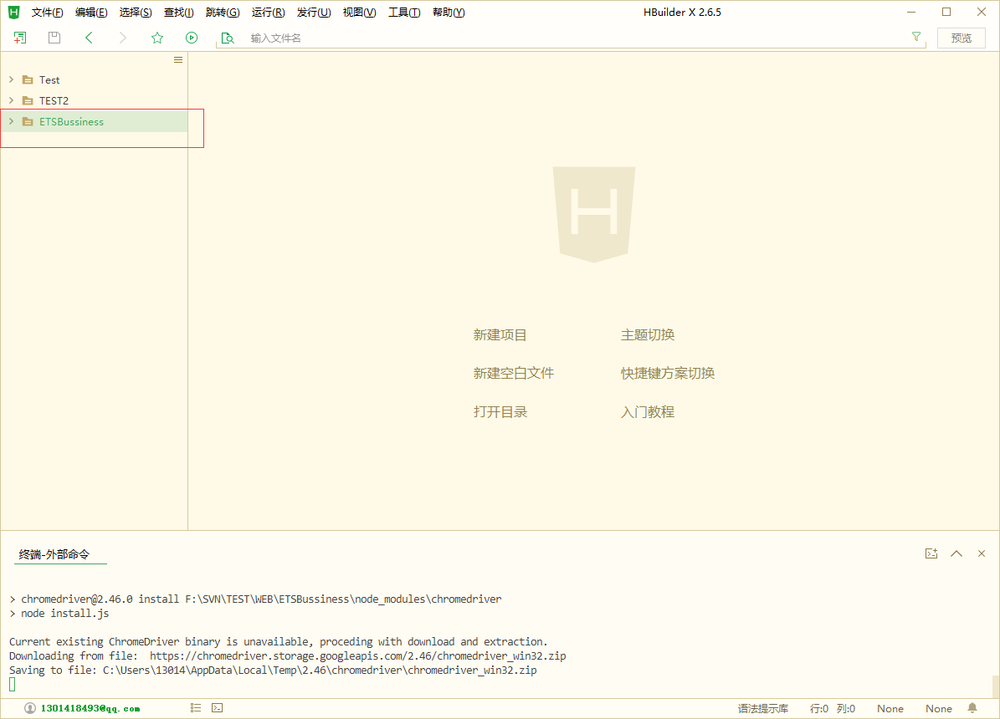 文件(F) 编辑(E) 选择(S) 查找(I) 跳转(G) 运行(R) 发行(U) 视图(V) 工具(T) 帮助(Y) HBuilder X 2.6.5
输入文件名 预览
Test
TEST2
ETSBussiness
H
新建项目 主题切换
新建空白文件 快捷键方案切换
打开目录 入门教程
终端-外部命令
> chromedriver@2.46.0 install F:\SVN\TEST\WEB\ETSBussiness\node_modules\chromedriver
> node install.js
Current existing ChromeDriver binary is unavailable, proceding with download and extraction.
Downloading from file:  https://chromedriver.storage.googleapis.com/2.46/chromedriver_win32.zip
Saving to file: C:\Users\13014\AppData\Local\Temp\2.46\chromedriver\chromedriver_win32.zip
1301418493@qq.com 语法提示库 行:0 列:0 None None